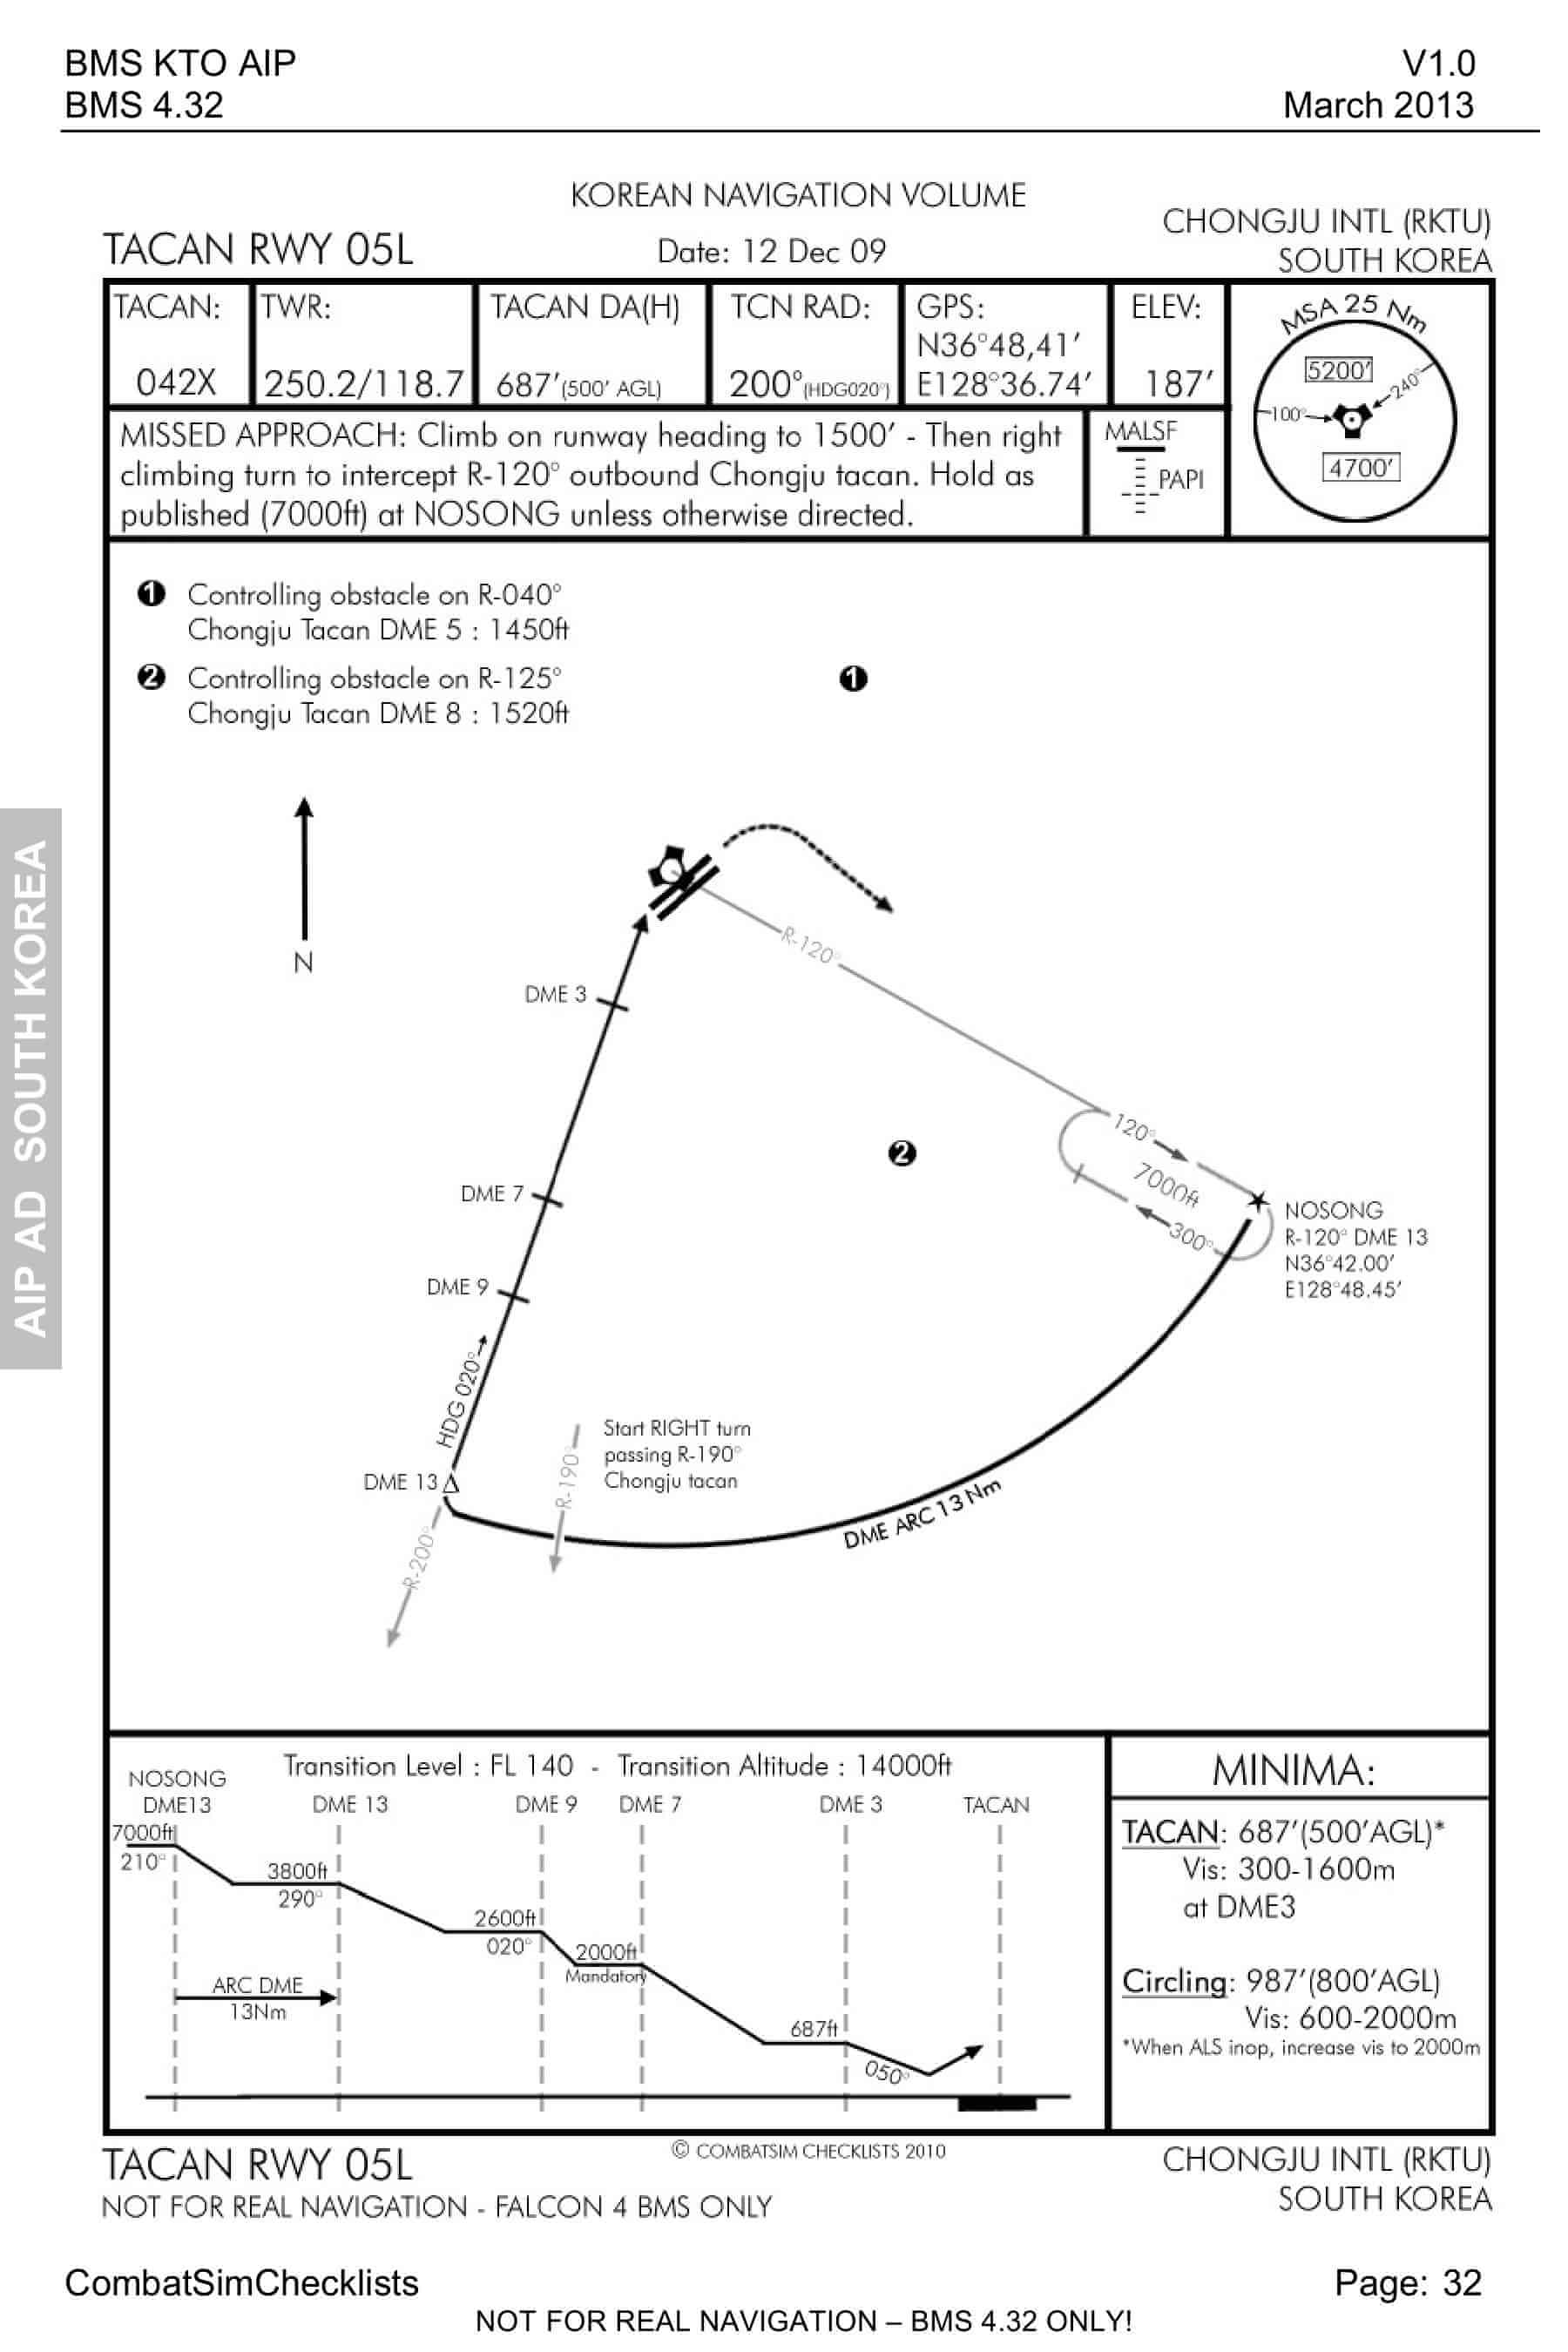 BMS KTO AIP
V1.0
BMS 4.32
March 2013
KOREAN NAVIGATION VOLUME
TACAN RWY 05L
Date: 12 Dec 09
CHONGJU INTL (RKTU)
SOUTH KOREA
TACAN:
042X
TWR:
250.2/118.7
TACAN DA(H)
687′(500′ AGL)
TCN RAD:
200°(HDG020°)
GPS:
N36°48,41′
E128°36.74′
ELEV:
187′
MSA 25 Nm
5200′
240°
100°
4700′
MISSED APPROACH: Climb on runway heading to 1500′ - Then right
climbing turn to intercept R-120° outbound Chongju tacan. Hold as
published (7000ft) at NOSONG unless otherwise directed.
MALSF
PAPI
1 Controlling obstacle on R-040°
Chongju Tacan DME 5 : 1450ft
2 Controlling obstacle on R-125°
Chongju Tacan DME 8 : 1520ft
1
N
R-120°
DME 3
2
120°
7000ft
300°
DME 7
NOSONG
R-120° DME 13
N36°42.00′
E128°48.45′
DME 9
HDG 020°
DME 13
R-190°
Start RIGHT turn
passing R-190°
Chongju tacan
DME ARC 13 Nm
R-200°
AIP AD SOUTH KOREA
Transition Level : FL 140 - Transition Altitude : 14000ft
NOSONG
DME13
DME 13
DME 9
DME 7
DME 3
TACAN
7000ft
210°
3800ft
290°
2600ft
020°
2000ft
Mandatory
687ft
050°
ARC DME
13Nm
MINIMA:
TACAN: 687′(500′AGL)*
Vis: 300-1600m
at DME3
Circling: 987′(800′AGL)
Vis: 600-2000m
*When ALS inop, increase vis to 2000m
TACAN RWY 05L
© COMBATSIM CHECKLISTS 2010
CHONGJU INTL (RKTU)
SOUTH KOREA
NOT FOR REAL NAVIGATION - FALCON 4 BMS ONLY
CombatSimChecklists
Page: 32
NOT FOR REAL NAVIGATION – BMS 4.32 ONLY!